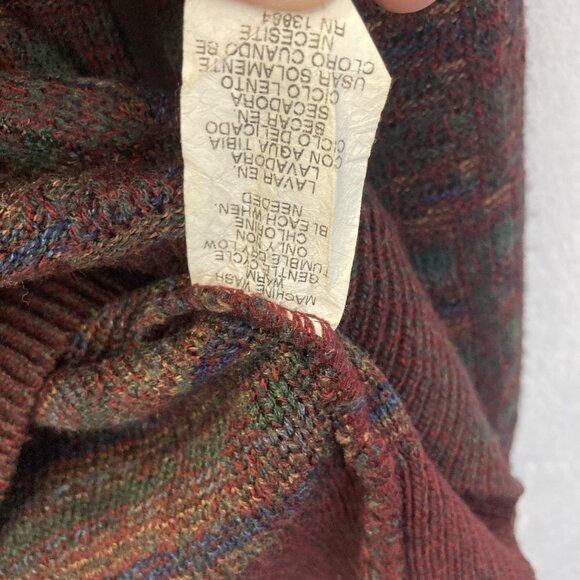 MACHINE WASH
WARM
GENTLE CYCLE
TUMBLE DRY LOW
ONLY NON
CHLORINE
BLEACH WHEN
NEEDED
LAVAR EN
LAVADORA
CON AGUA TIBIA
CICLO DELICADO
SECAR EN
SECADORA
CICLO LENTO
USAR SOLAMENTE
CLORO CUANDO SE
NECESITE
RN 13884